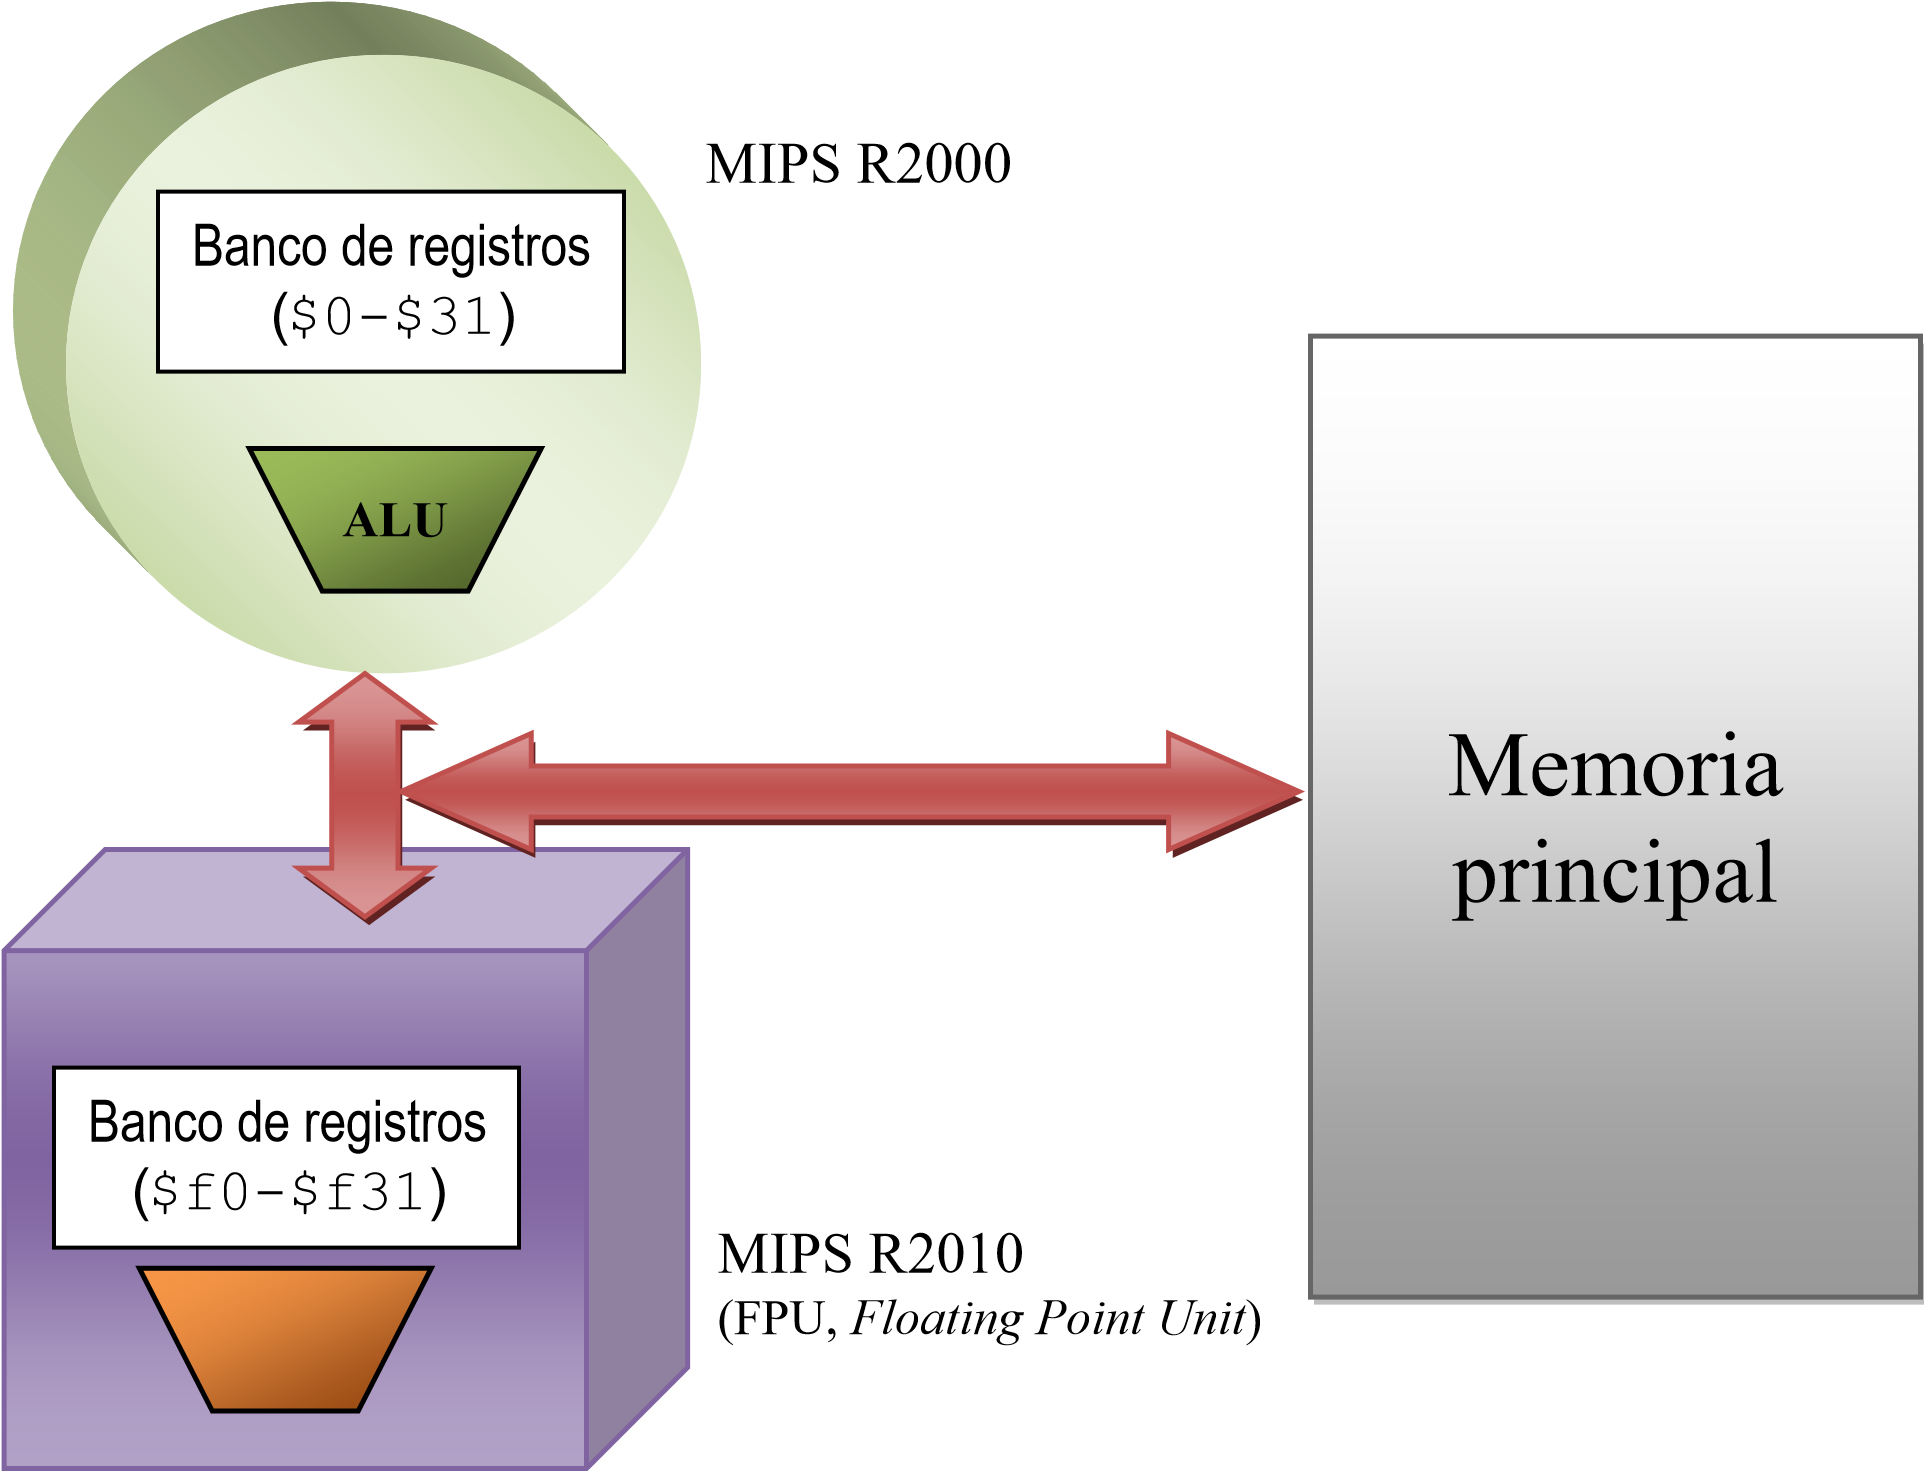 MIPS R2000
Banco de registros
($0-$31)
ALU
Memoria
principal
Banco de registros
($f0-$f31)
MIPS R2010
(FPU, Floating Point Unit)